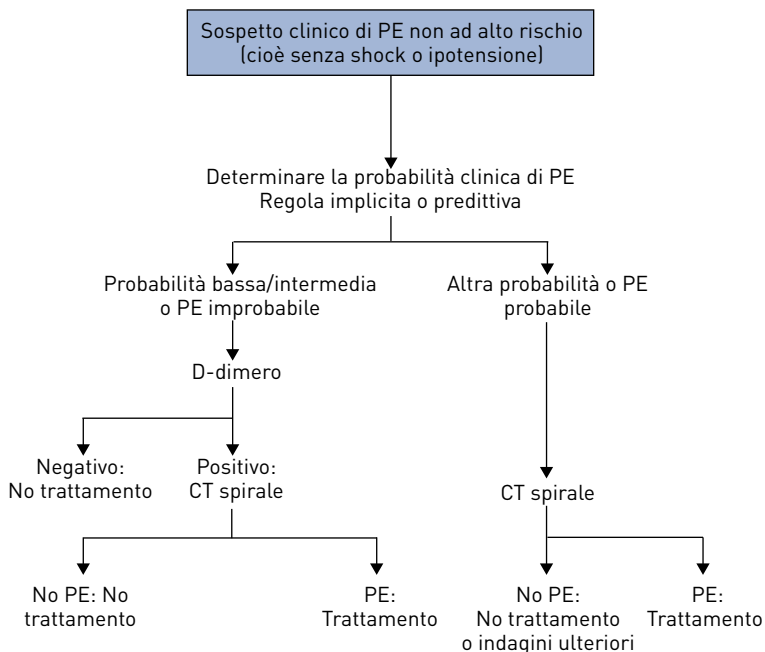 Sospetto clinico di PE non ad alto rischio
(cioè senza shock o ipotensione)
Determinare la probabilità clinica di PE
Regola implicita o predittiva
Probabilità bassa/intermedia
o PE improbabile
Altra probabilità o PE
probabile
D-dimero
Negativo:
No trattamento
Positivo:
CT spirale
CT spirale
No PE: No
trattamento
PE:
Trattamento
No PE:
No trattamento
o indagini ulteriori
PE:
Trattamento